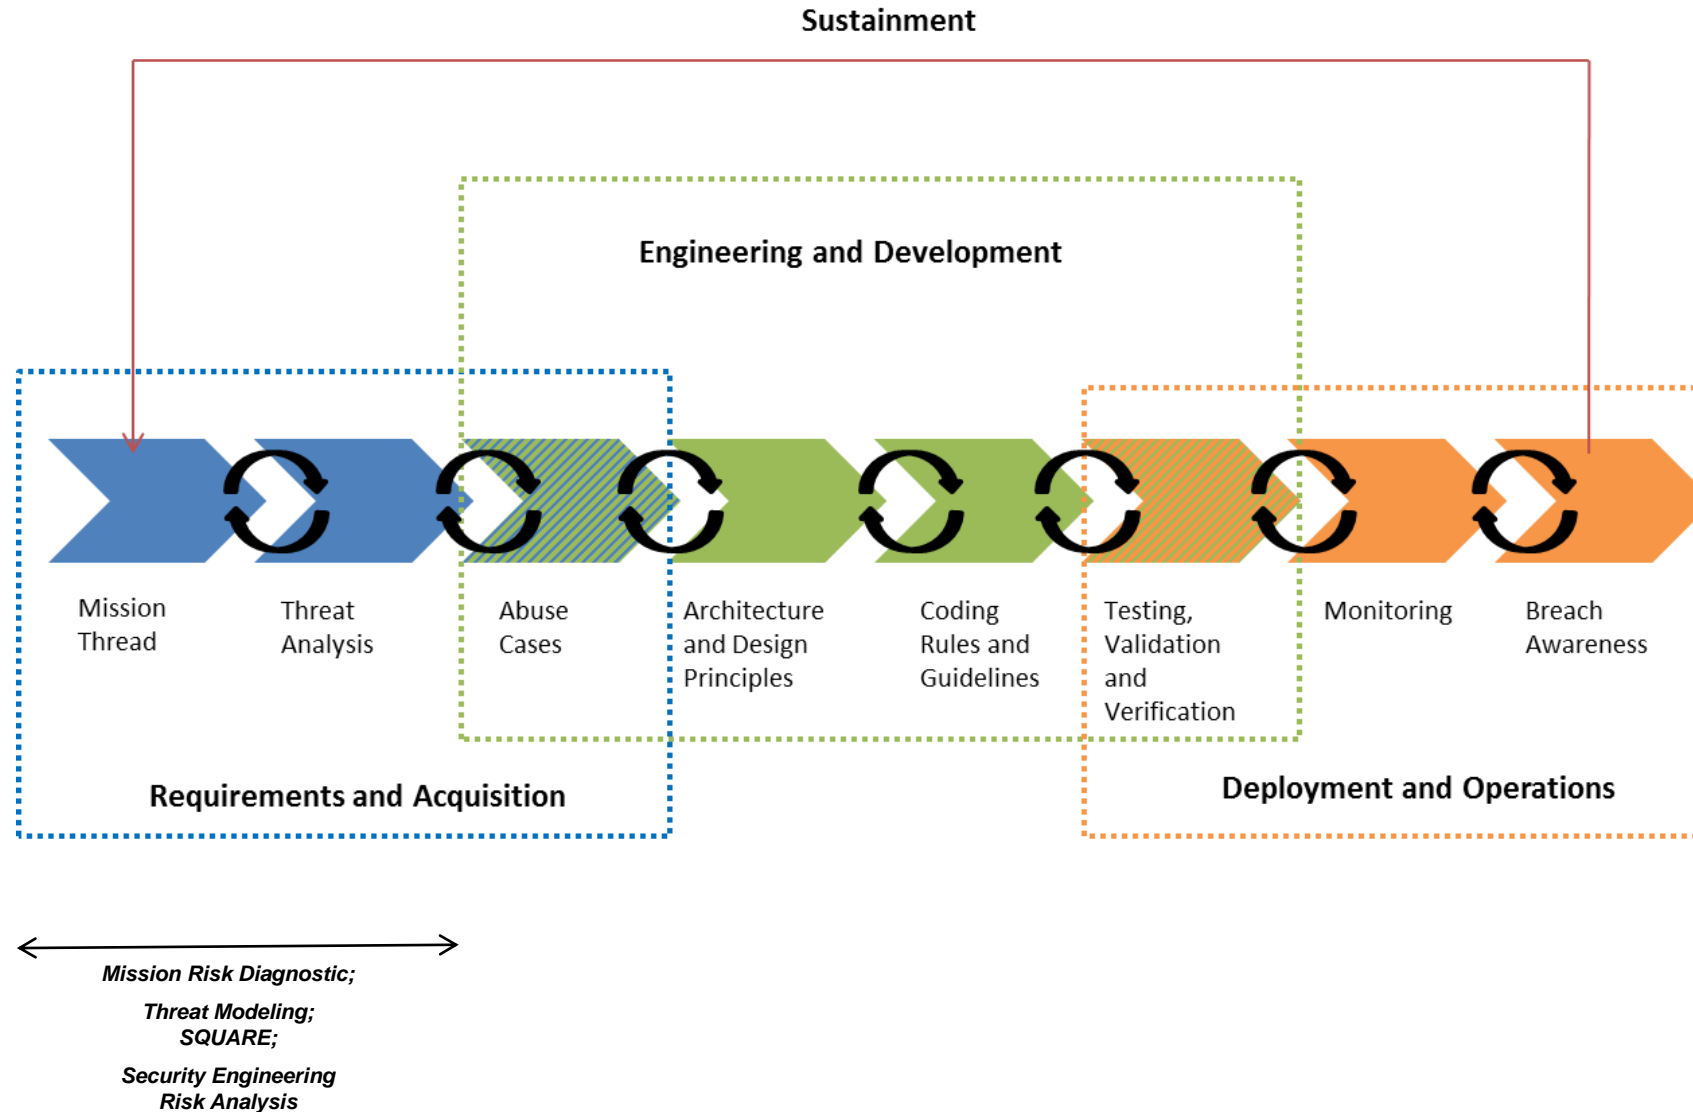 Sustainment
Engineering and Development
Mission
Thread
Threat
Analysis
Abuse
Cases
Architecture
and Design
Principles
Coding
Rules and
Guidelines
Testing,
Validation
and
Verification
Monitoring
Breach
Awareness
Requirements and Acquisition
Deployment and Operations
Mission Risk Diagnostic;
Threat Modeling;
SQUARE;
Security Engineering
Risk Analysis